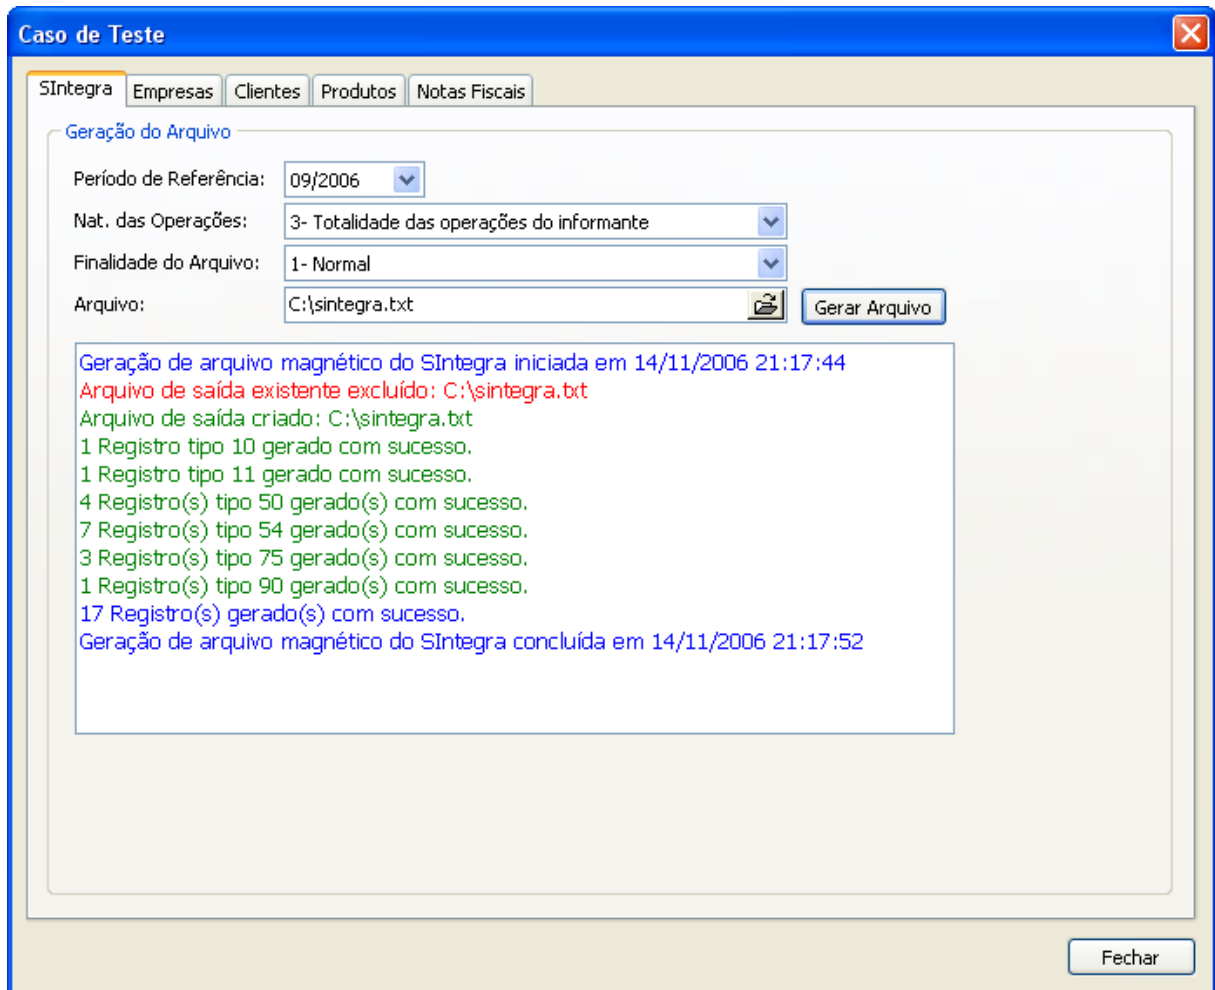 Caso de Teste
SIntegra Empresas Clientes Produtos Notas Fiscais
Geração do Arquivo
Período de Referência: 09/2006
Nat. das Operações: 3- Totalidade das operações do informante
Finalidade do Arquivo: 1- Normal
Arquivo: C:\sintegra.txt Gerar Arquivo
Geração de arquivo magnético do SIntegra iniciada em 14/11/2006 21:17:44
Arquivo de saída existente excluído: C:\sintegra.txt
Arquivo de saída criado: C:\sintegra.txt
1 Registro tipo 10 gerado com sucesso.
1 Registro tipo 11 gerado com sucesso.
4 Registro(s) tipo 50 gerado(s) com sucesso.
7 Registro(s) tipo 54 gerado(s) com sucesso.
3 Registro(s) tipo 75 gerado(s) com sucesso.
1 Registro(s) tipo 90 gerado(s) com sucesso.
17 Registro(s) gerado(s) com sucesso.
Geração de arquivo magnético do SIntegra concluída em 14/11/2006 21:17:52
Fechar